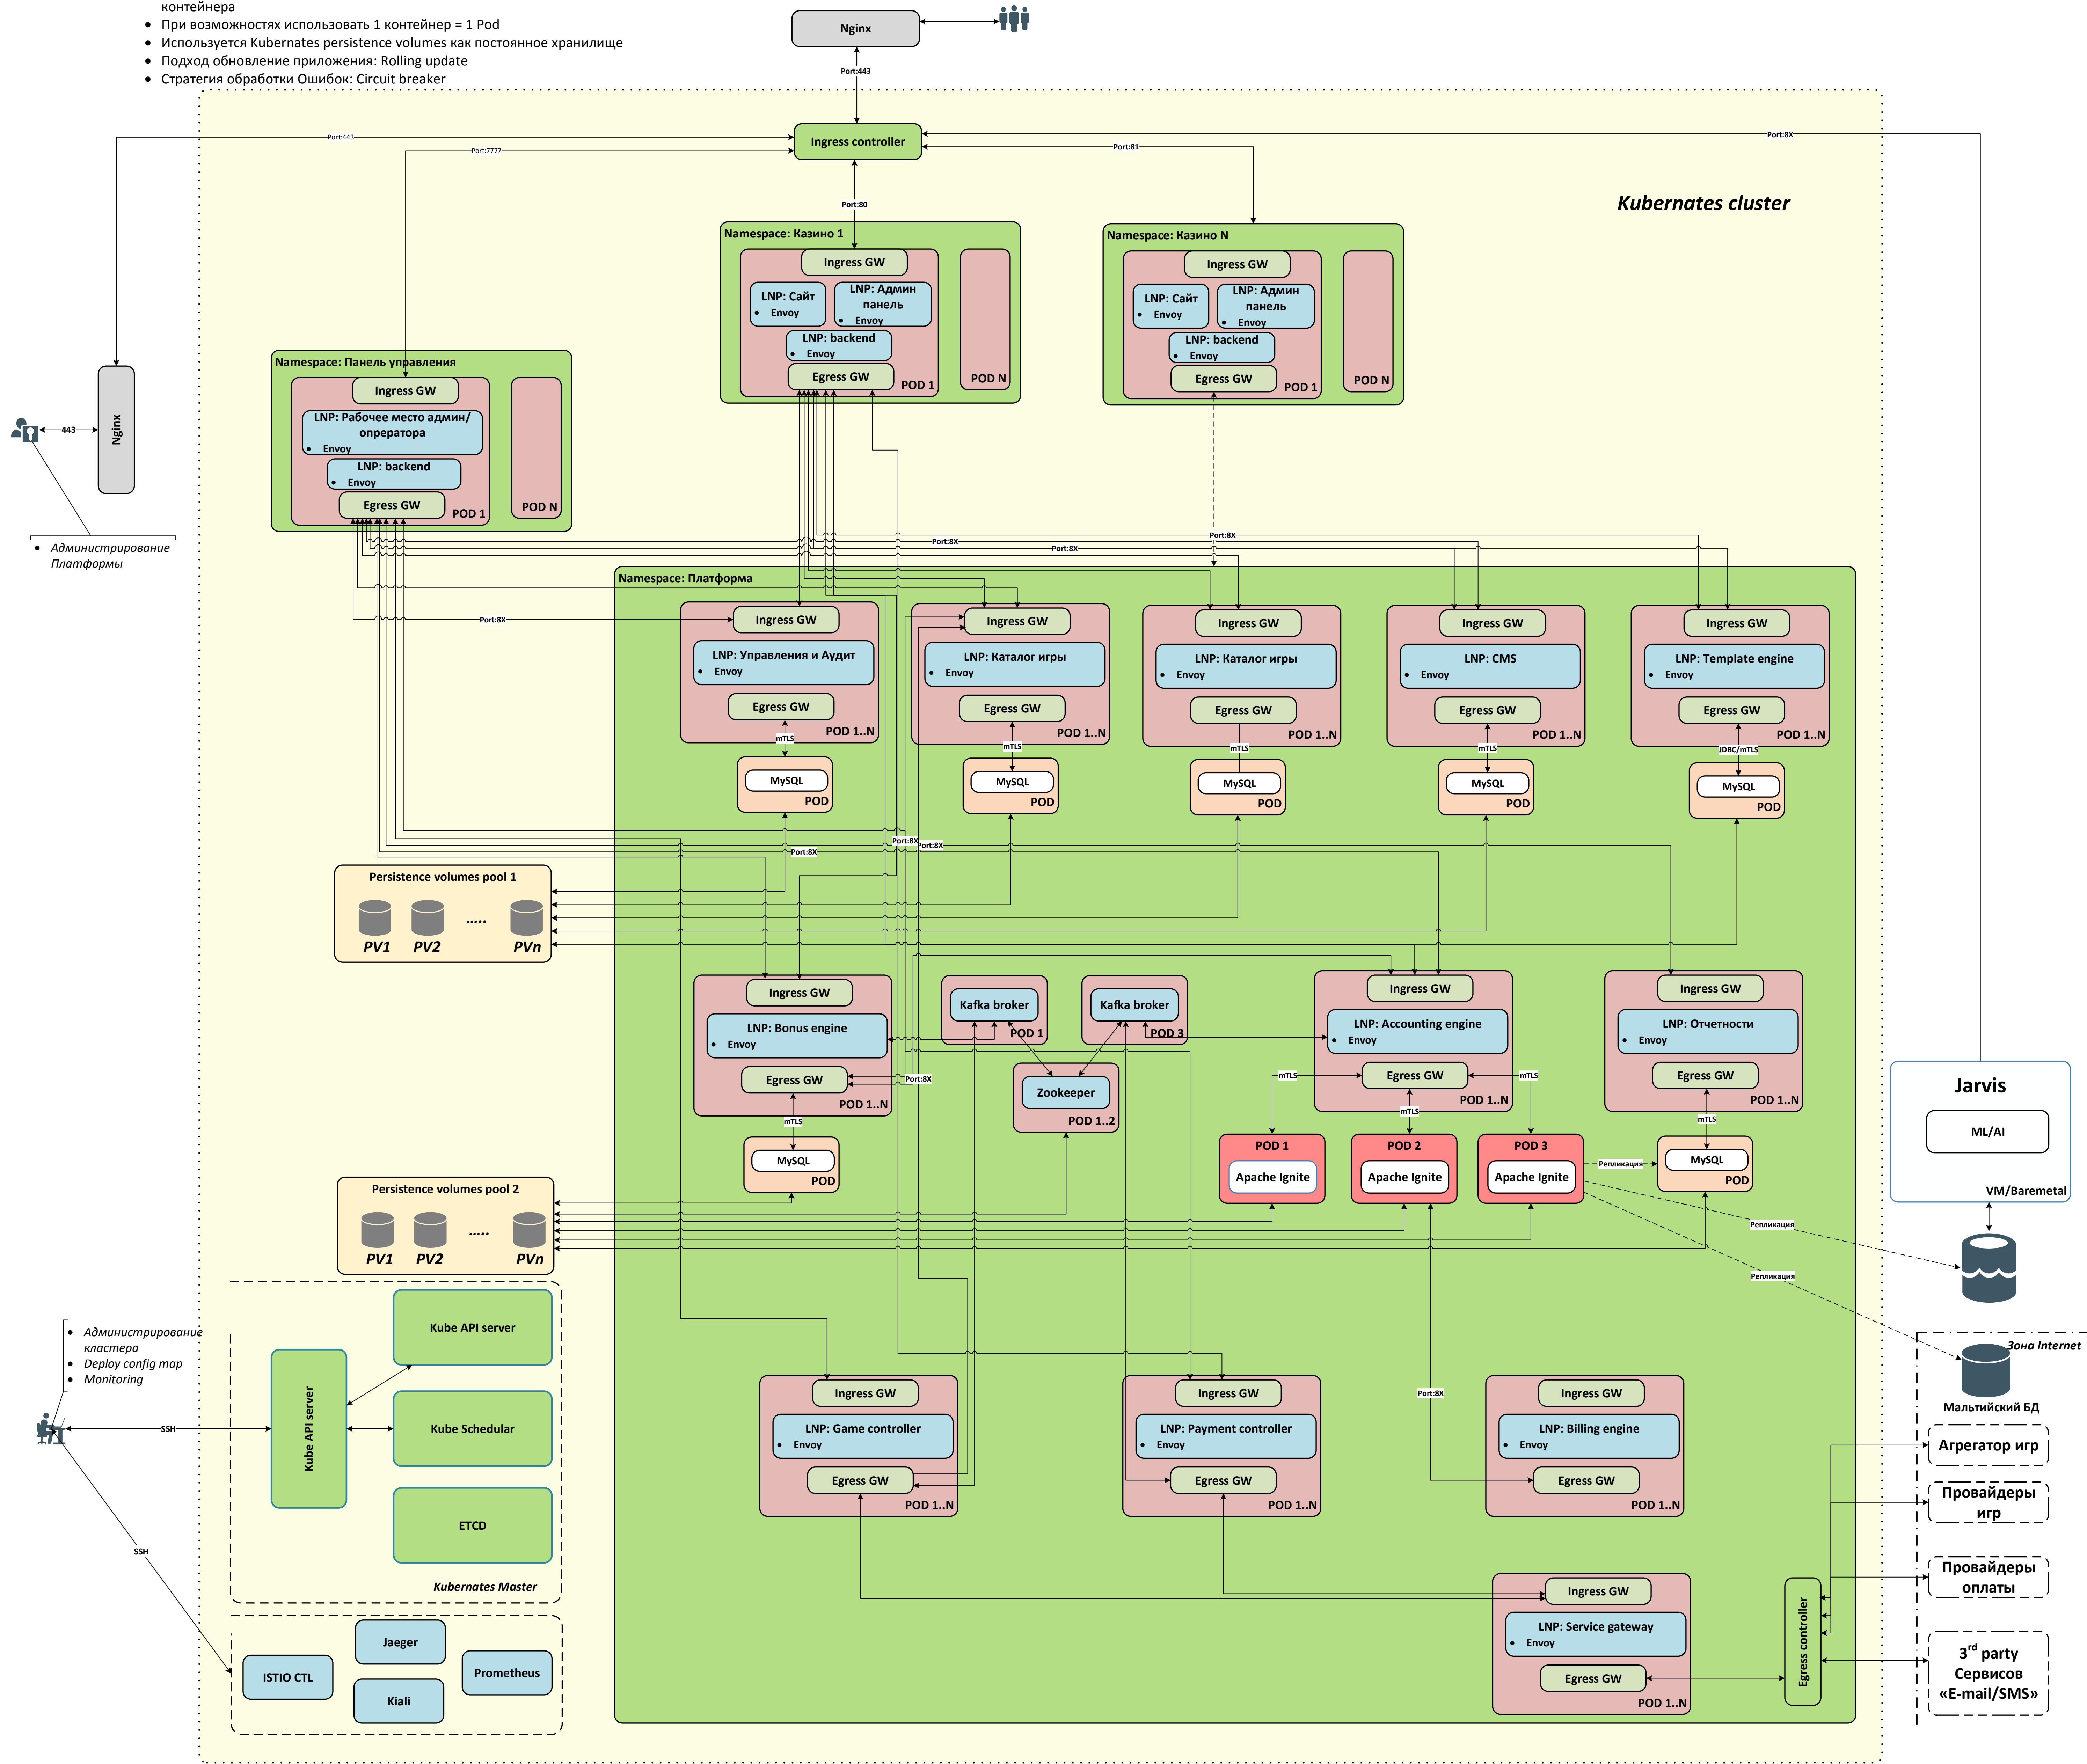 контейнера
• При возможностях использовать 1 контейнер = 1 Pod
• Используется Kubernates persistence volumes как постоянное хранилище
• Подход обновление приложения: Rolling update
• Стратегия обработки Ошибок: Circuit breaker
Nginx
Port:443
Port:443
Port:7777
Ingress controller
Port:81
Port:8X
Port:80
Kubernates cluster
Namespace: Казино 1
Ingress GW
LNP: Сайт
• Envoy
LNP: Админ
панель
• Envoy
LNP: backend
• Envoy
Egress GW
POD 1
POD N
Namespace: Казино N
Ingress GW
LNP: Сайт
• Envoy
LNP: Админ
панель
• Envoy
LNP: backend
• Envoy
Egress GW
POD 1
POD N
Namespace: Панель управления
Ingress GW
LNP: Рабочее место админ/
опрератора
• Envoy
LNP: backend
• Envoy
Egress GW
POD 1
POD N
443
Nginx
• Администрирование
Платформы
Port:8X
Port:8X
Port:8X
Port:8X
Namespace: Платформа
Ingress GW
LNP: Управления и Аудит
• Envoy
Egress GW
POD 1..N
mTLS
MySQL
POD
Ingress GW
LNP: Каталог игры
• Envoy
Egress GW
POD 1..N
mTLS
MySQL
POD
Ingress GW
LNP: Каталог игры
• Envoy
Egress GW
POD 1..N
mTLS
MySQL
POD
Ingress GW
LNP: CMS
• Envoy
Egress GW
POD 1..N
mTLS
MySQL
POD
Ingress GW
LNP: Template engine
• Envoy
Egress GW
POD 1..N
JDBC/mTLS
MySQL
POD
Port:8X
Port:8X
Port:8X
Persistence volumes pool 1
PV1
PV2
…..
PVn
Ingress GW
LNP: Bonus engine
• Envoy
Egress GW
POD 1..N
Port:8X
mTLS
MySQL
POD
Kafka broker
POD 1
Kafka broker
POD 3
Zookeeper
POD 1..2
Ingress GW
LNP: Accounting engine
• Envoy
Egress GW
POD 1..N
mTLS
mTLS
mTLS
POD 1
Apache Ignite
POD 2
Apache Ignite
POD 3
Apache Ignite
Ingress GW
LNP: Отчетности
• Envoy
Egress GW
POD 1..N
mTLS
MySQL
POD
Репликация
Репликация
Репликация
Jarvis
ML/AI
VM/Baremetal
Persistence volumes pool 2
PV1
PV2
…..
PVn
• Администрирование
кластера
• Deploy config map
• Monitoring
SSH
SSH
Kube API server
Kube API server
Kube Schedular
ETCD
Kubernates Master
ISTIO CTL
Jaeger
Kiali
Prometheus
Ingress GW
LNP: Game controller
• Envoy
Egress GW
POD 1..N
Ingress GW
LNP: Payment controller
• Envoy
Egress GW
POD 1..N
Port:8X
Ingress GW
LNP: Billing engine
• Envoy
Egress GW
POD 1..N
Ingress GW
LNP: Service gateway
• Envoy
Egress GW
POD 1..N
Egress controller
Зона Internet
Мальтийский БД
Агрегатор игр
Провайдеры
игр
Провайдеры
оплаты
3rd party
Сервисов
«E-mail/SMS»